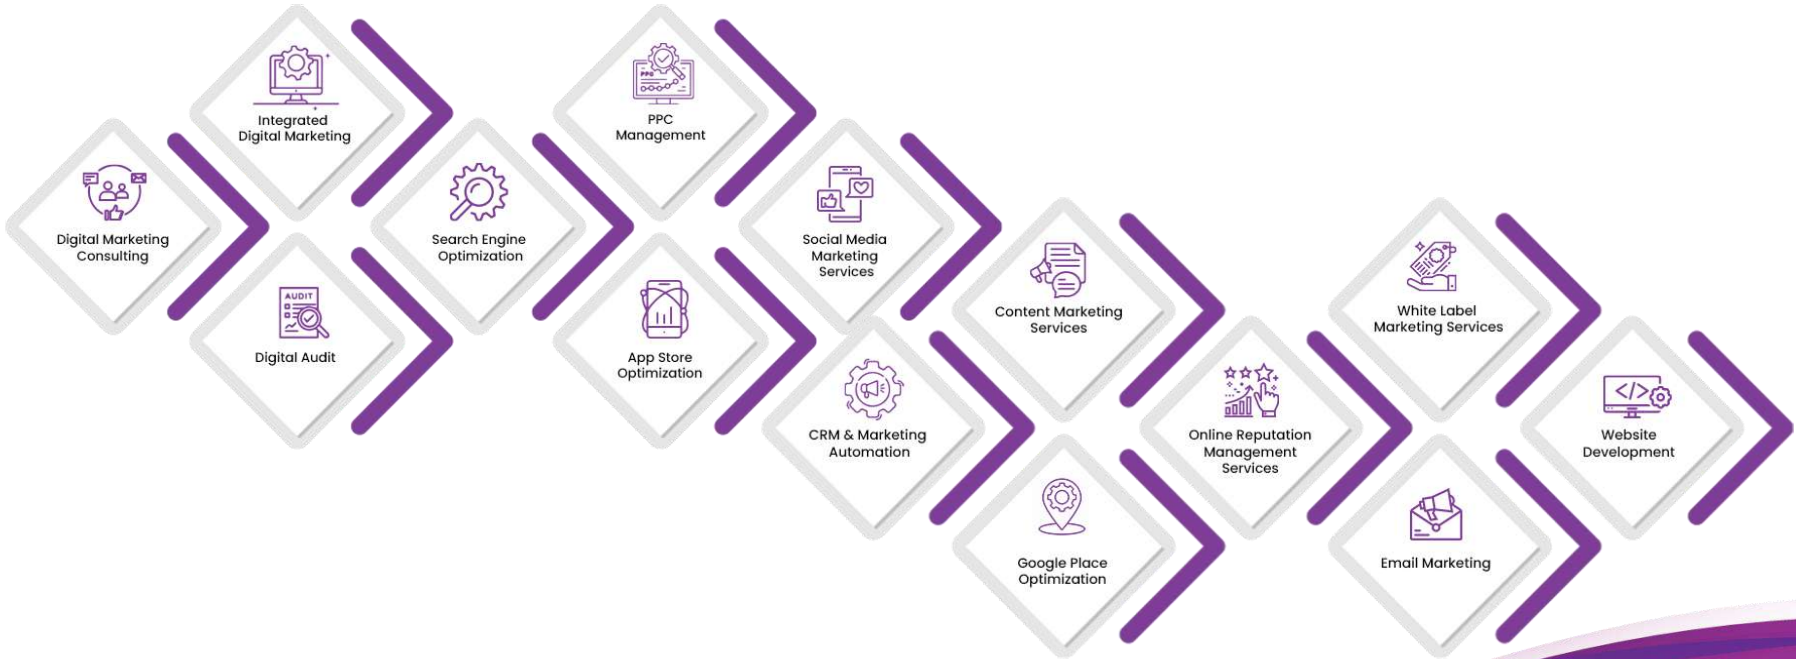 Digital Marketing
Consulting
Integrated
Digital Marketing
AUDIT
Digital Audit
Search Engine
Optimization
PPC
PPC
Management
App Store
Optimization
Social Media
Marketing
Services
CRM & Marketing
Automation
Content Marketing
Services
Google Place
Optimization
Online Reputation
Management
Services
White Label
Marketing Services
Email Marketing
</>
Website
Development